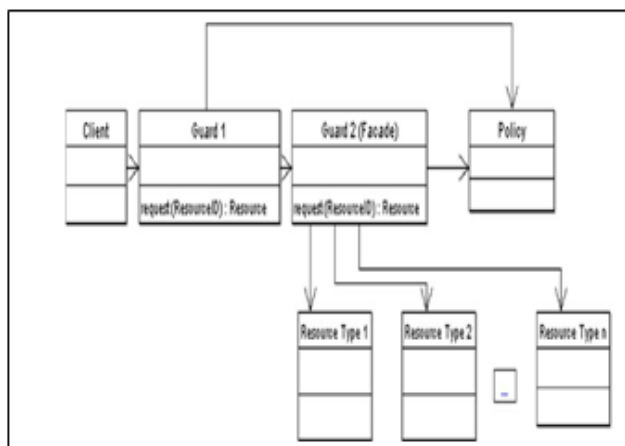 Client
Guard 1
Guard 2 (Facade)
Policy
request(ResourceID) : Resource
request(ResourceID) : Resource
Resource Type 1
Resource Type 2
Resource Type n